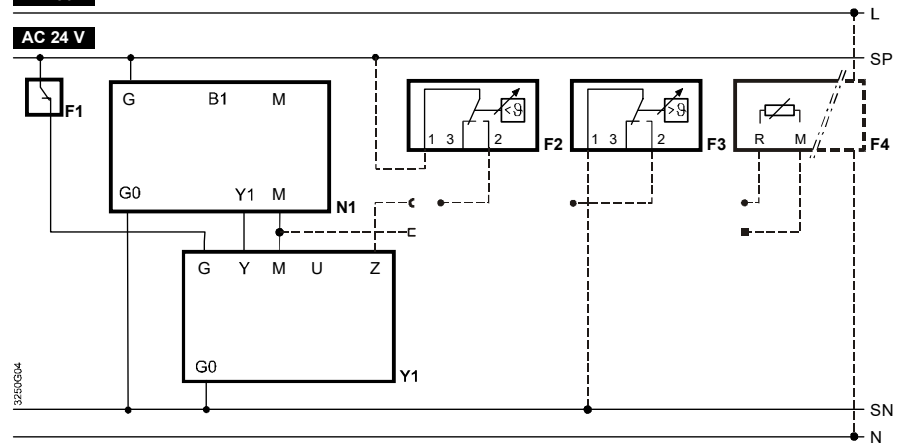 L
AC 24 V
SP
F1
G B1 M
G0 Y1 M
N1
<ϑ
1 3 2
F2
>ϑ
1 3 2
F3
R M
F4
G Y M U Z
G0
Y1
3250G04
SN
N